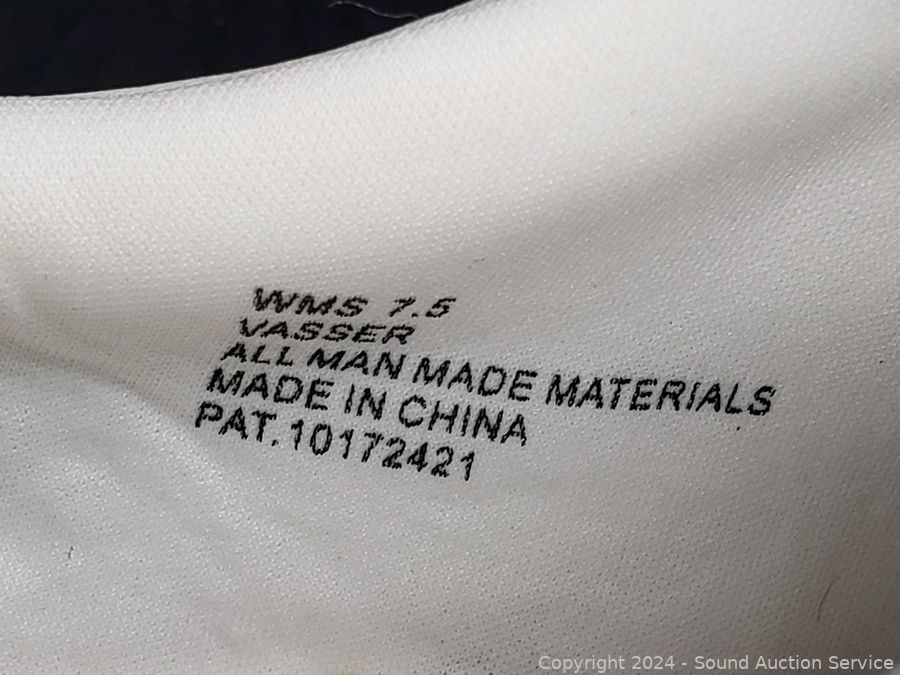 WMS 7.5
VASSER
ALL MAN MADE MATERIALS
MADE IN CHINA
PAT.10172421
Copyright 2024 - Sound Auction Service